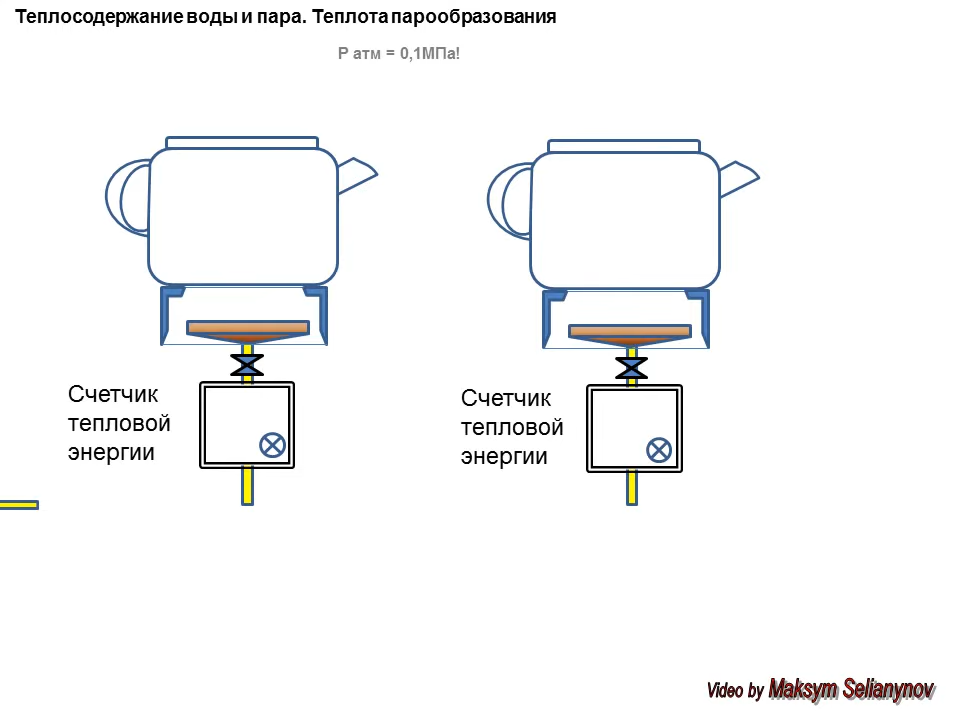 Теплосодержание воды и пара. Теплота парообразования
Р атм = 0,1МПа!
Счетчик
тепловой
энергии
Счетчик
тепловой
энергии
Video by Maksym Selianynov